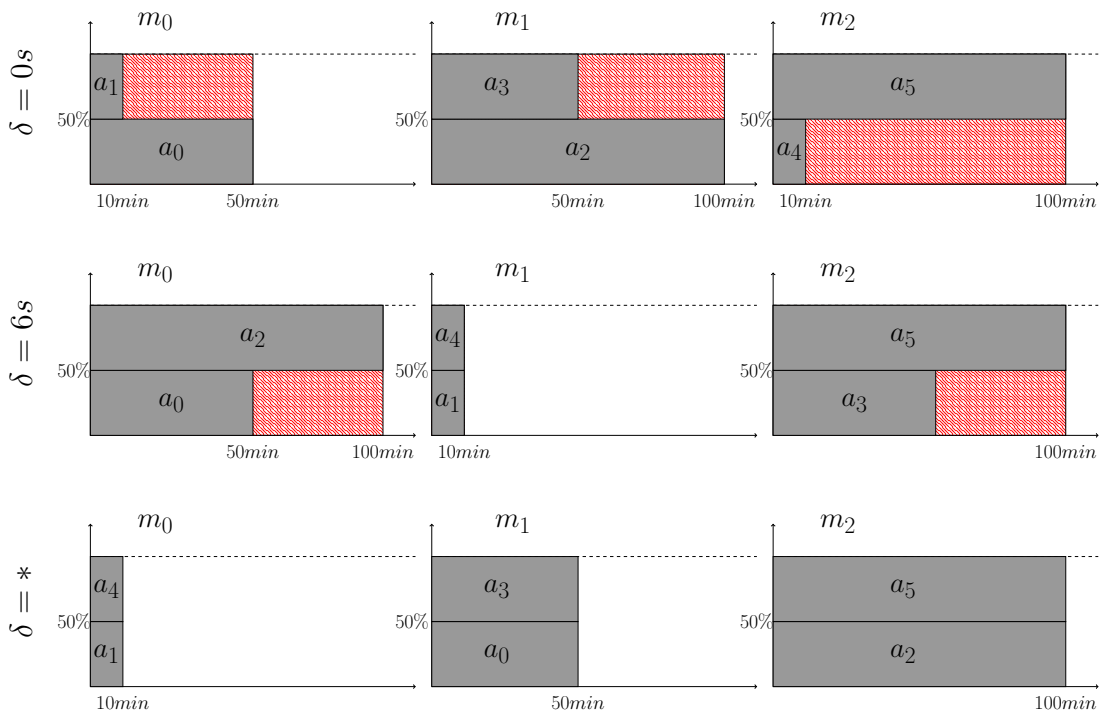 m₀ m₁ m₂
δ = 0s
a₁ a₃ a₅
50% 50% 50%
a₀ a₂ a₄
10min 50min 50min 100min 10min 100min
m₀ m₁ m₂
δ = 6s
a₂ a₄ a₅
50% 50% 50%
a₀ a₁ a₃
50min 100min 10min 100min
m₀ m₁ m₂
δ = *
a₄ a₃ a₅
50% 50% 50%
a₁ a₀ a₂
10min 50min 100min